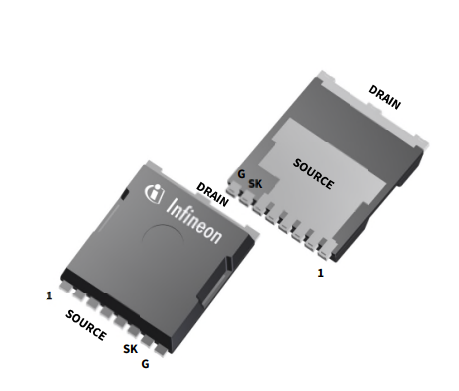 DRAIN
SOURCE
G
SK
1
DRAIN
Infineon
1
SOURCE
SK
G